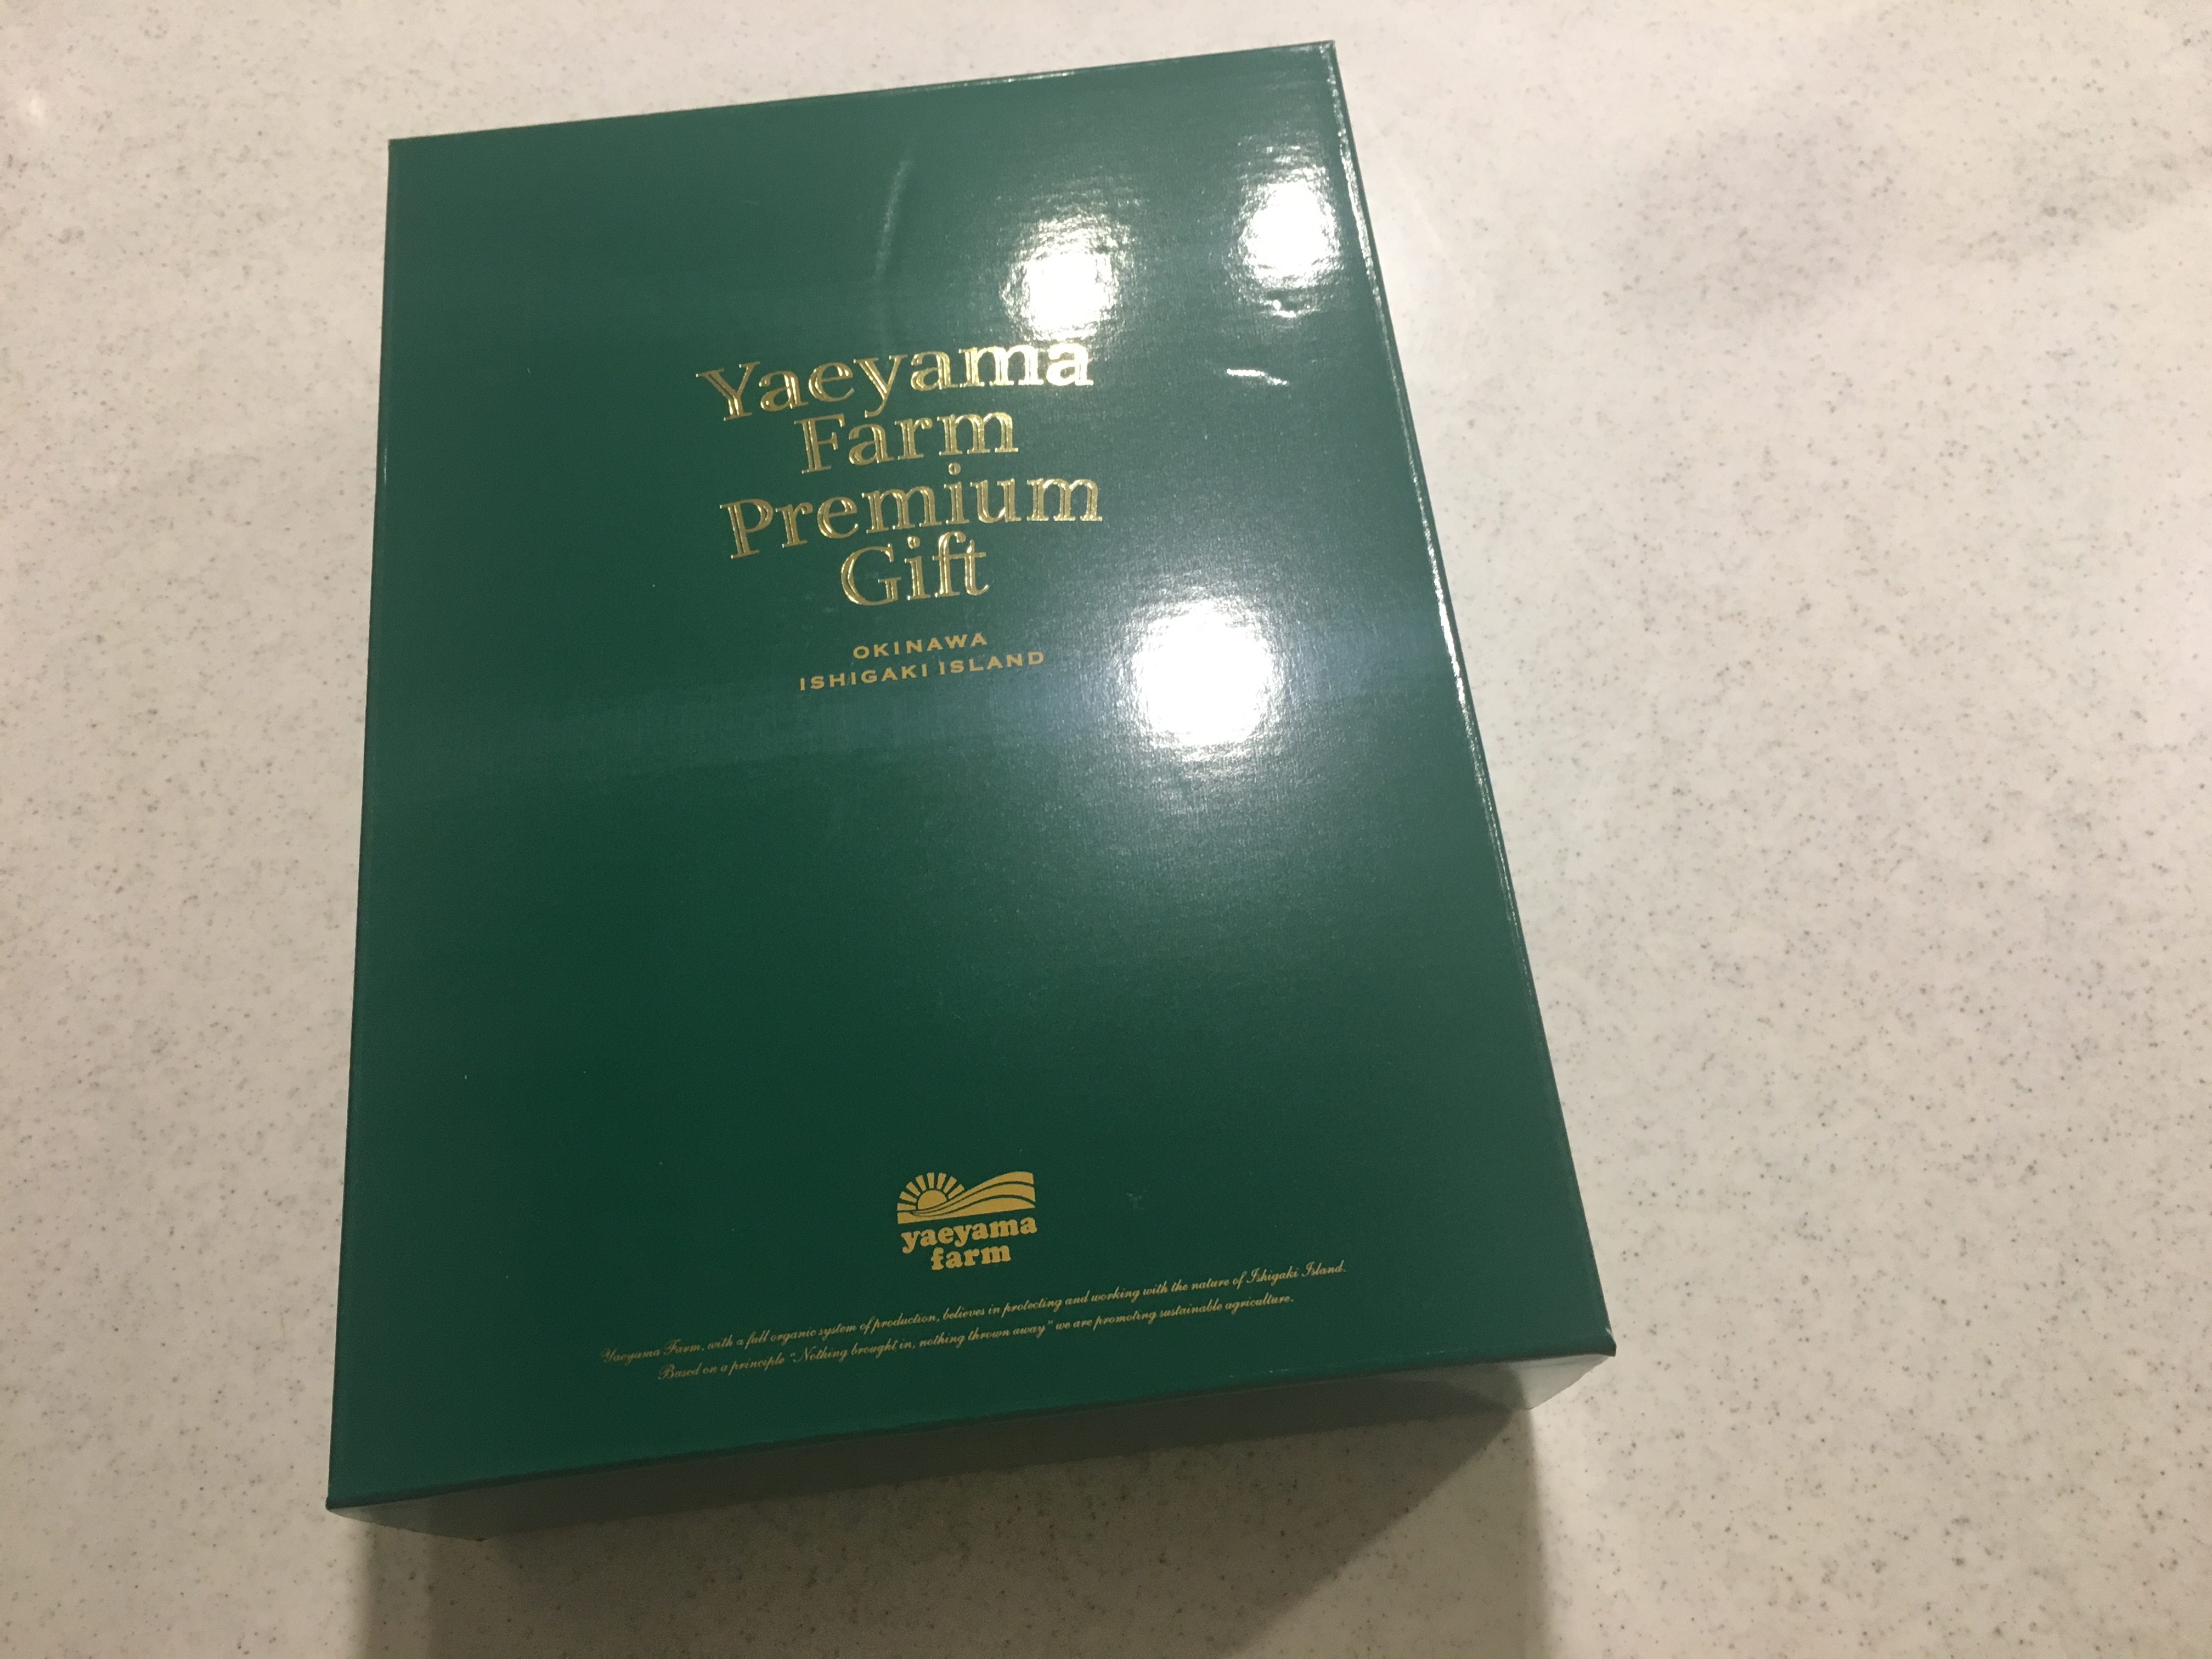 Yaeyama
Farm
Premium
Gift
OKINAWA
ISHIGAKI ISLAND
yaeyama
farm
Yaeyama Farm, with a full organic system of production, believes in protecting and working with the nature of Ishigaki Island.
Based on a principle "Nothing brought in, nothing thrown away" we are promoting sustainable agriculture.